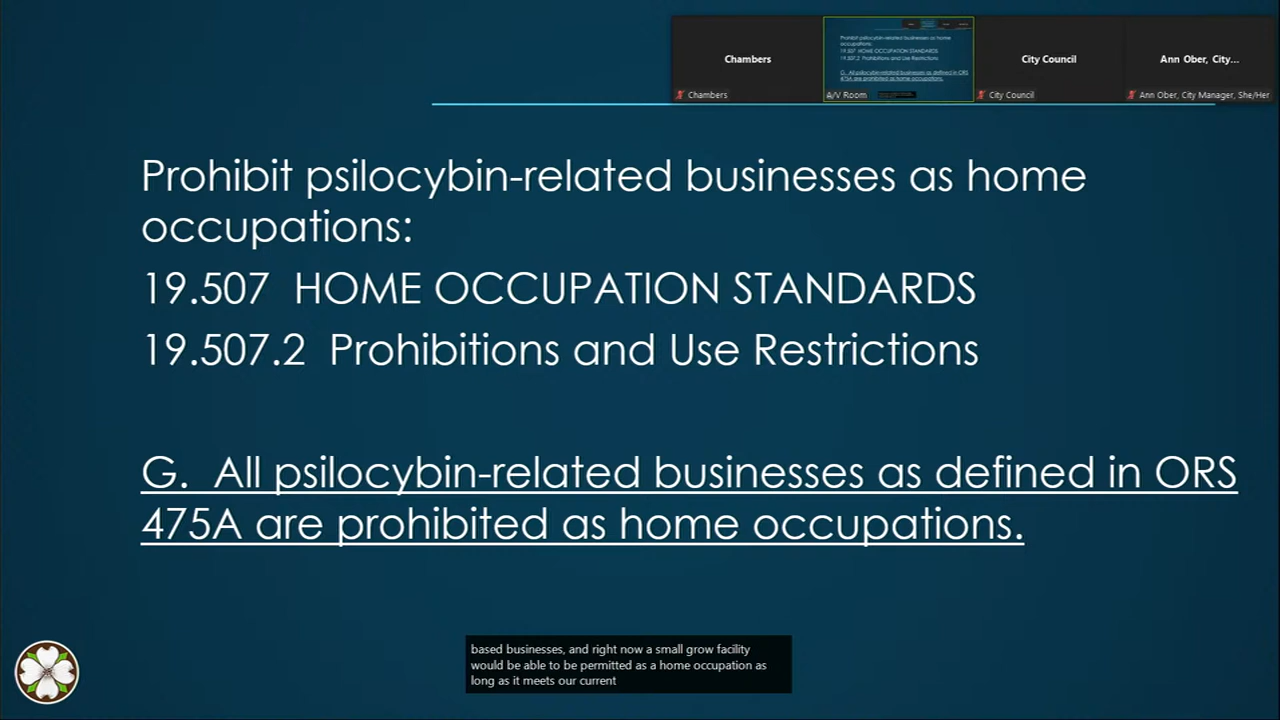 Chambers
City Council
Ann Ober, City...
Prohibit psilocybin-related businesses as home
occupations:
19.507 HOME OCCUPATION STANDARDS
19.507.2 Prohibitions and Use Restrictions
G. All psilocybin-related businesses as defined in ORS
475A are prohibited as home occupations.
Chambers
A/V Room
City Council
Ann Ober, City Manager, She/Her
Prohibit psilocybin-related businesses as home
occupations:
19.507 HOME OCCUPATION STANDARDS
19.507.2 Prohibitions and Use Restrictions
G. All psilocybin-related businesses as defined in ORS
475A are prohibited as home occupations.
based businesses, and right now a small grow facility
would be able to be permitted as a home occupation as
long as it meets our current